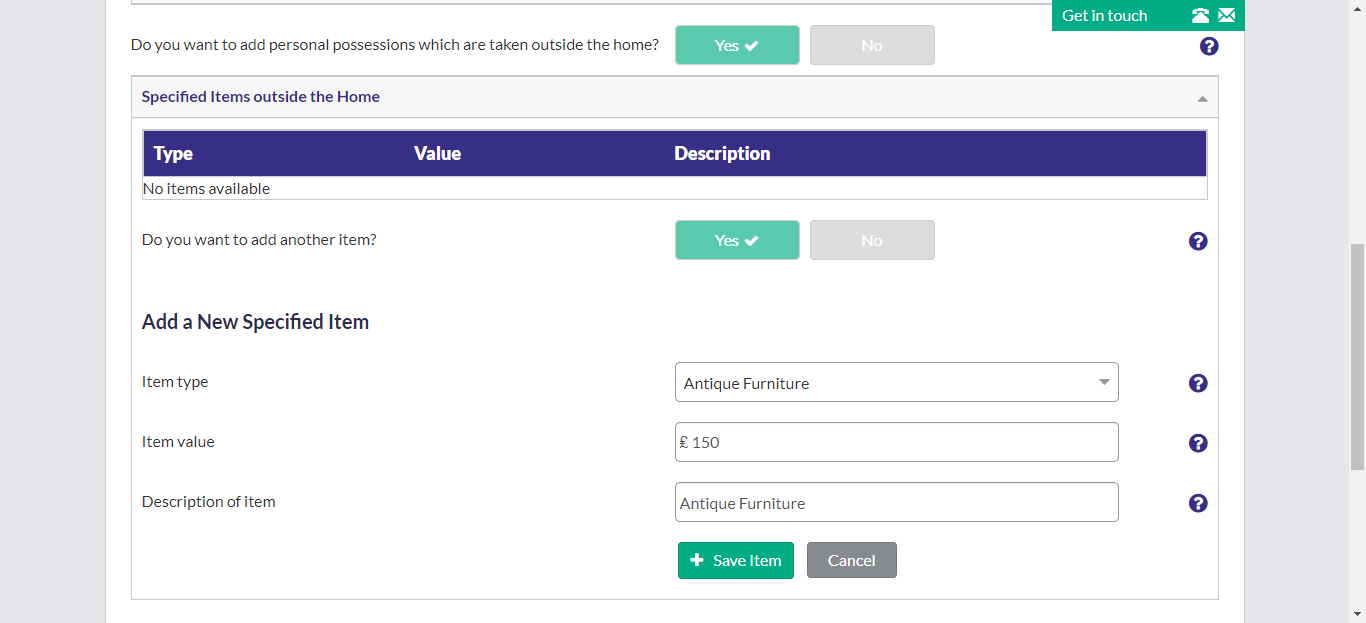 Get in touch
Do you want to add personal possessions which are taken outside the home? Yes No ?
Specified Items outside the Home
Type Value Description
No items available
Do you want to add another item? Yes No ?
Add a New Specified Item
Item type Antique Furniture ?
Item value £ 150 ?
Description of item Antique Furniture ?
+ Save Item Cancel